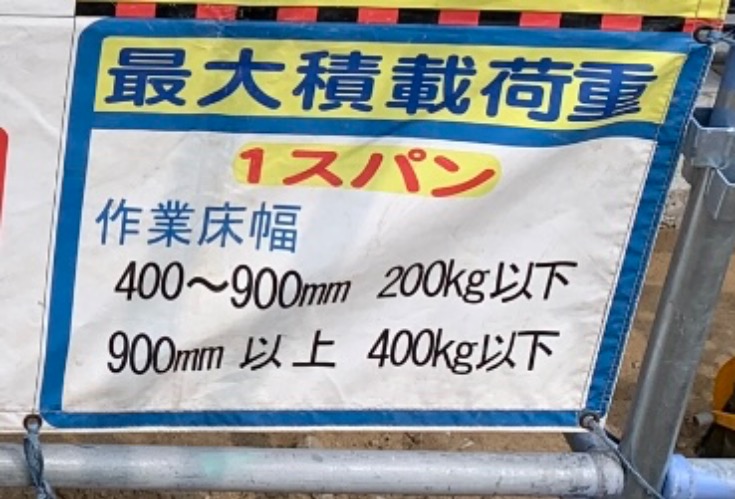 最大積載荷重
1スパン
作業床幅
400～900mm 200kg以下
900mm 以上 400kg以下